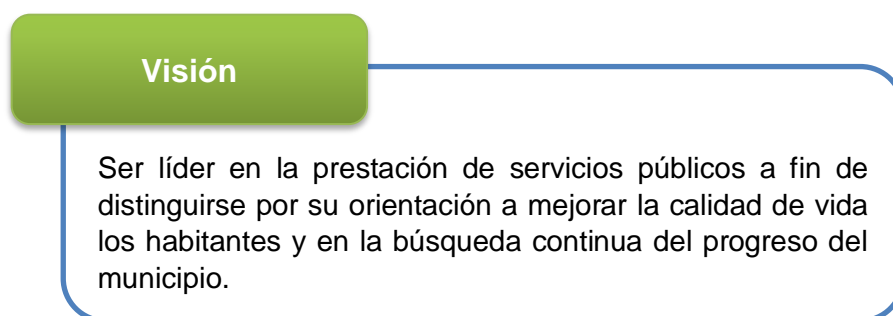 Visión
Ser líder en la prestación de servicios públicos a fin de
distinguirse por su orientación a mejorar la calidad de vida
los habitantes y en la búsqueda continua del progreso del
municipio.